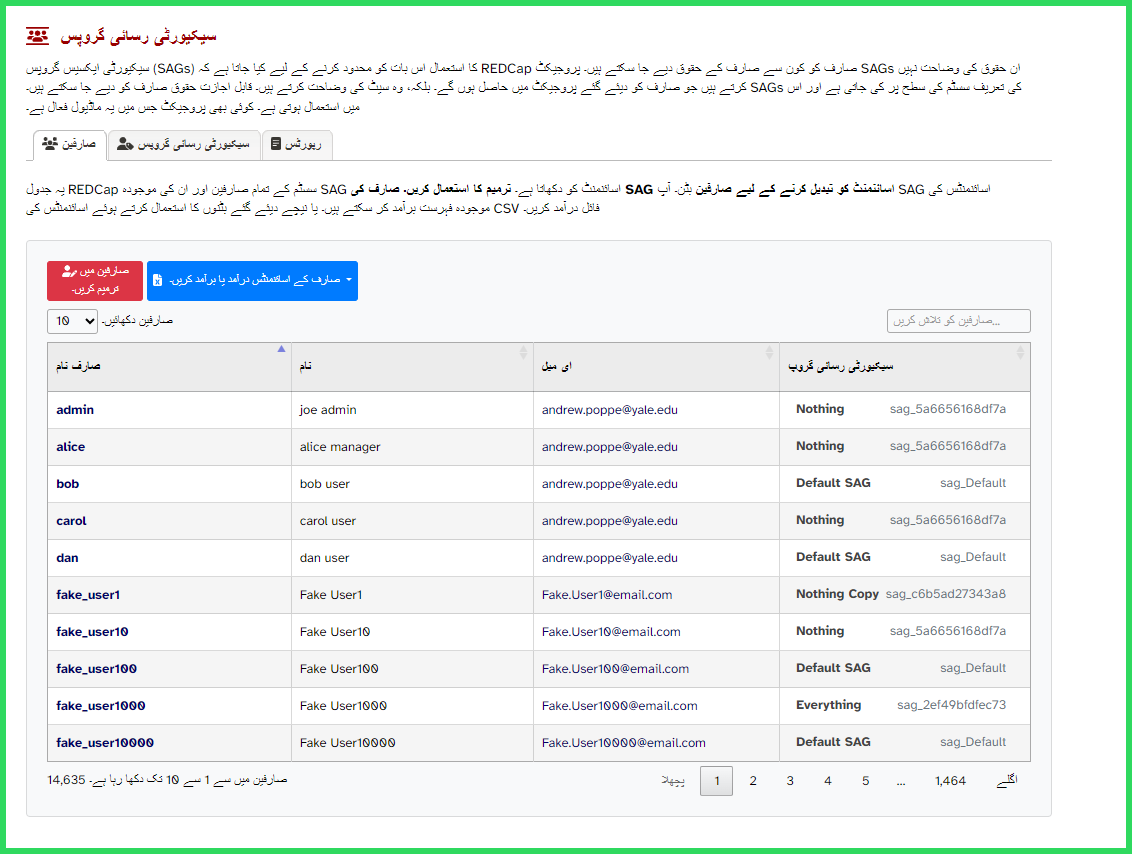 سیکیورٹی رسائی گروپس
سیکیورٹی ایکسیس گروپس (SAGs) کا استعمال اس بات کو محدود کرنے کے لیے کیا جاتا ہے کہ REDCap صارف کو کون سے صارف کے حقوق دیے جا سکتے ہیں۔ پروجیکٹ SAGs ان حقوق کی وضاحت نہیں
کرتے ہیں جو صارف کو دیئے گئے پروجیکٹ میں حاصل ہوں گے۔ بلکہ، وہ سیٹ کی وضاحت کرتے ہیں۔ قابل اجازت حقوق صارف کو دیے جا سکتے ہیں۔ SAGs کی تعریف سسٹم کی سطح پر کی جاتی ہے اور اس
میں استعمال ہوتی ہے۔ کوئی بھی پروجیکٹ جس میں یہ ماڈیول فعال ہے۔
صارفین سیکیورٹی رسائی گروپس رپورٹس
یہ جدول REDCap سسٹم کے تمام صارفین اور ان کی موجودہ SAG اسائنمنٹ کو دکھاتا ہے۔ ترمیم کا استعمال کریں۔ صارف کی SAG اسائنمنٹ کو تبدیل کرنے کے لیے صارفین بٹن۔ آپ SAG اسائنمنٹس کی
موجودہ فہرست برآمد کر سکتے ہیں۔ یا نیچے دیئے گئے بٹنوں کا استعمال کرتے ہوئے اسائنمنٹس کی CSV فائل درآمد کریں۔
صارفین میں
ترمیم کریں۔
صارف کے اسائنمنٹس درآمد یا برآمد کریں۔
10 صارفین دکھائیں۔
صارفین کو تلاش کریں...
صارف نام نام ای میل سیکیورٹی رسائی گروپ
admin joe admin andrew.poppe@yale.edu Nothing sag_5a6656168df7a
alice alice manager andrew.poppe@yale.edu Nothing sag_5a6656168df7a
bob bob user andrew.poppe@yale.edu Default SAG sag_Default
carol carol user andrew.poppe@yale.edu Nothing sag_5a6656168df7a
dan dan user andrew.poppe@yale.edu Default SAG sag_Default
fake_user1 Fake User1 Fake.User1@email.com Nothing Copy sag_c6b5ad27343a8
fake_user10 Fake User10 Fake.User10@email.com Nothing sag_5a6656168df7a
fake_user100 Fake User100 Fake.User100@email.com Default SAG sag_Default
fake_user1000 Fake User1000 Fake.User1000@email.com Everything sag_2ef49bfdfec73
fake_user10000 Fake User10000 Fake.User10000@email.com Default SAG sag_Default
14,635 صارفین میں سے 1 سے 10 تک دکھا رہا ہے۔
پچھلا 1 2 3 4 5 ... 1,464 اگلے